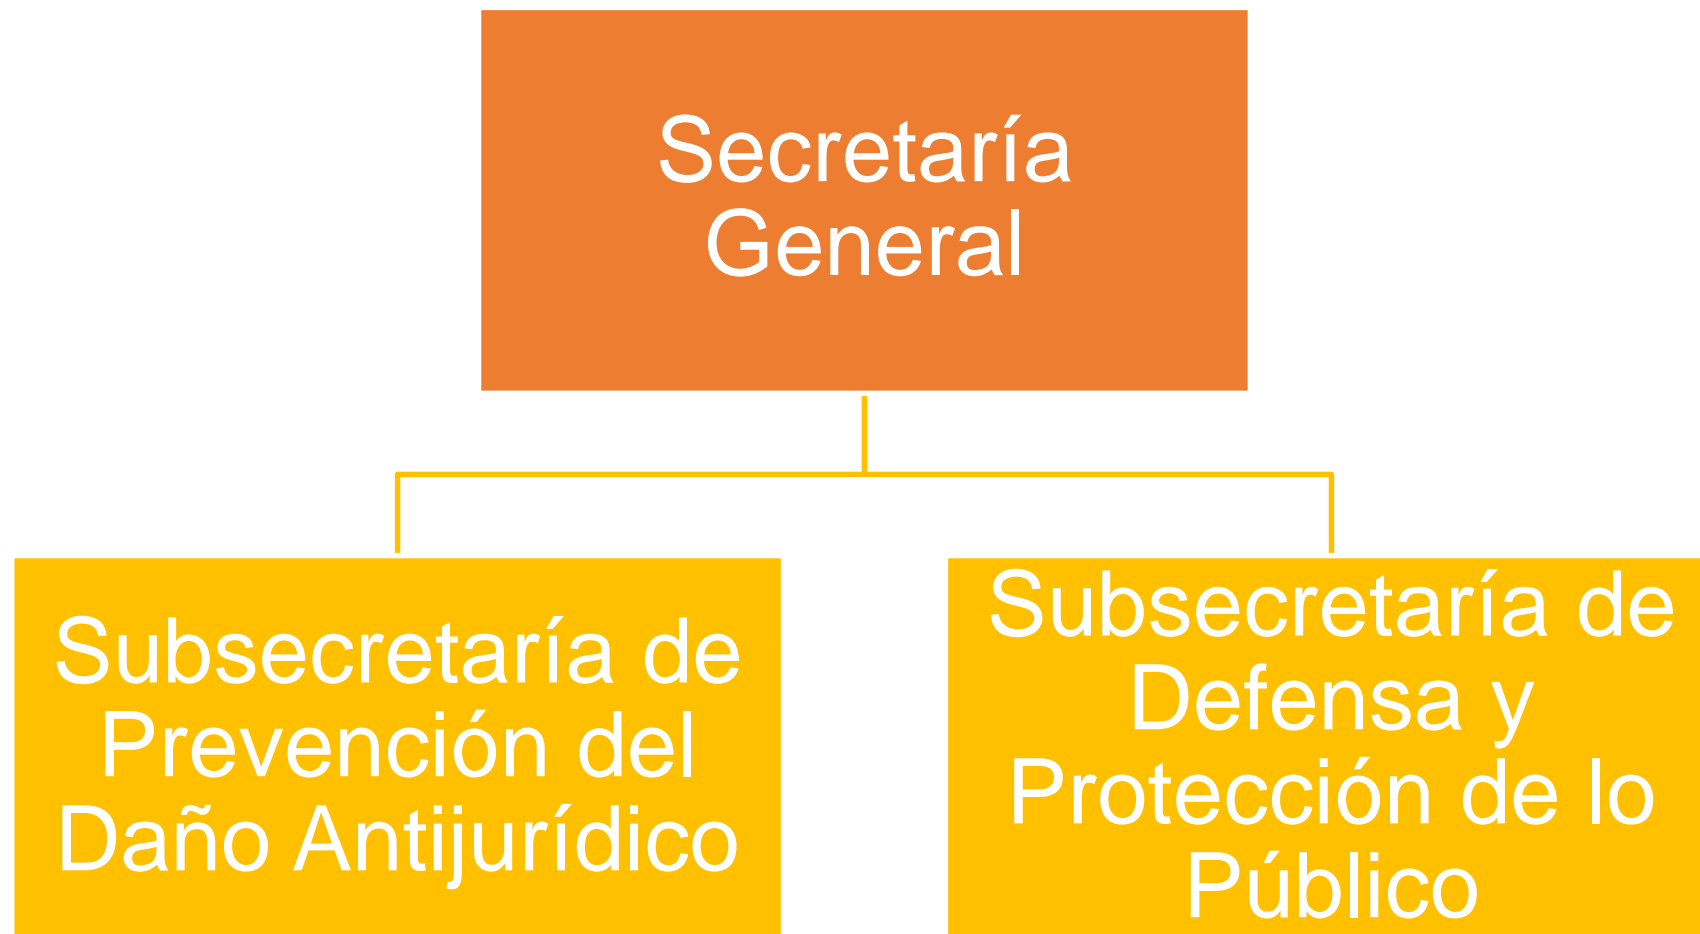 Secretaría
General
Subsecretaría de
Prevención del
Daño Antijurídico
Subsecretaría de
Defensa y
Protección de lo
Público